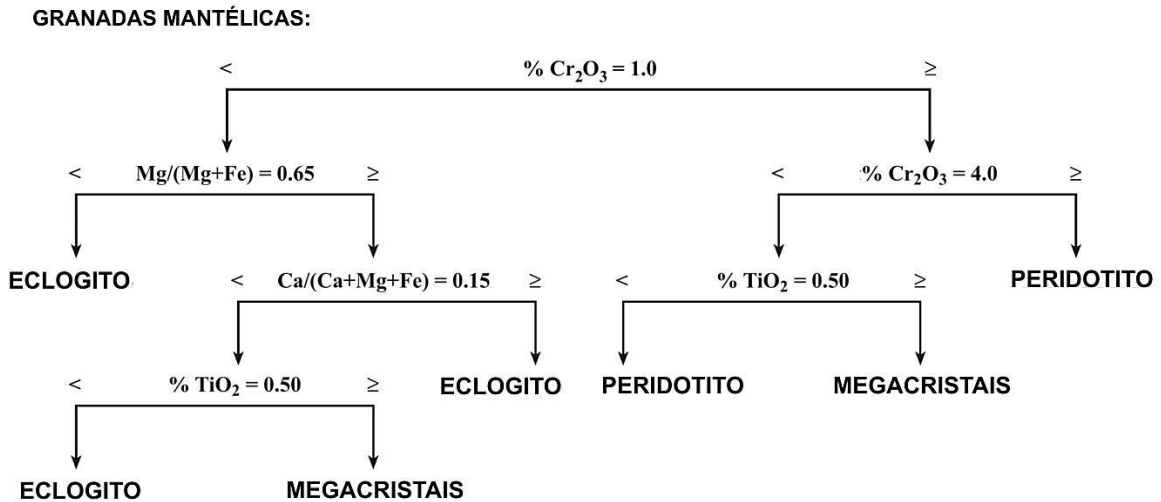 GRANADAS MANTÉLICAS:
< % Cr₂O₃ = 1.0 ≥
< Mg/(Mg+Fe) = 0.65 ≥ < % Cr₂O₃ = 4.0 ≥
ECLOGITO < Ca/(Ca+Mg+Fe) = 0.15 ≥ < % TiO₂ = 0.50 ≥ PERIDOTITO
< % TiO₂ = 0.50 ≥ ECLOGITO PERIDOTITO MEGACRISTAIS
ECLOGITO MEGACRISTAIS